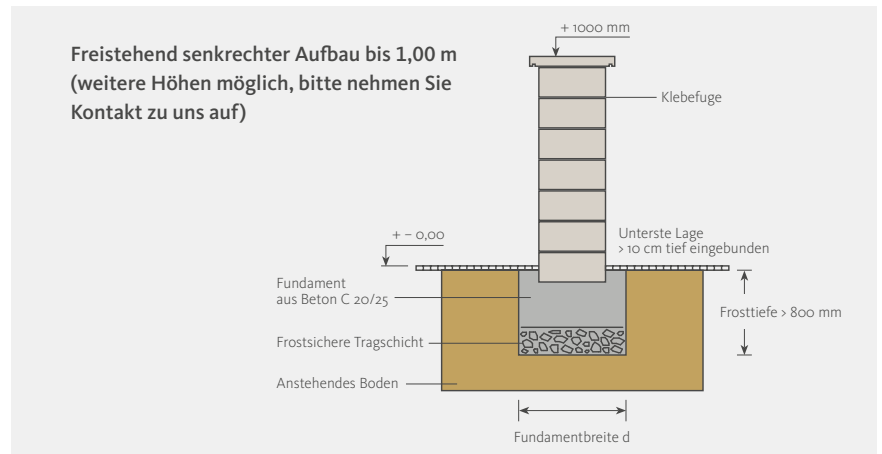 Freistehend senkrechter Aufbau bis 1,00 m
(weitere Höhen möglich, bitte nehmen Sie
Kontakt zu uns auf)
+ 1000 mm
Klebefuge
+ – 0,00
Unterste Lage
> 10 cm tief eingebunden
Fundament
aus Beton C 20/25
Frosttiefe > 800 mm
Frostsichere Tragschicht
Anstehendes Boden
Fundamentbreite d